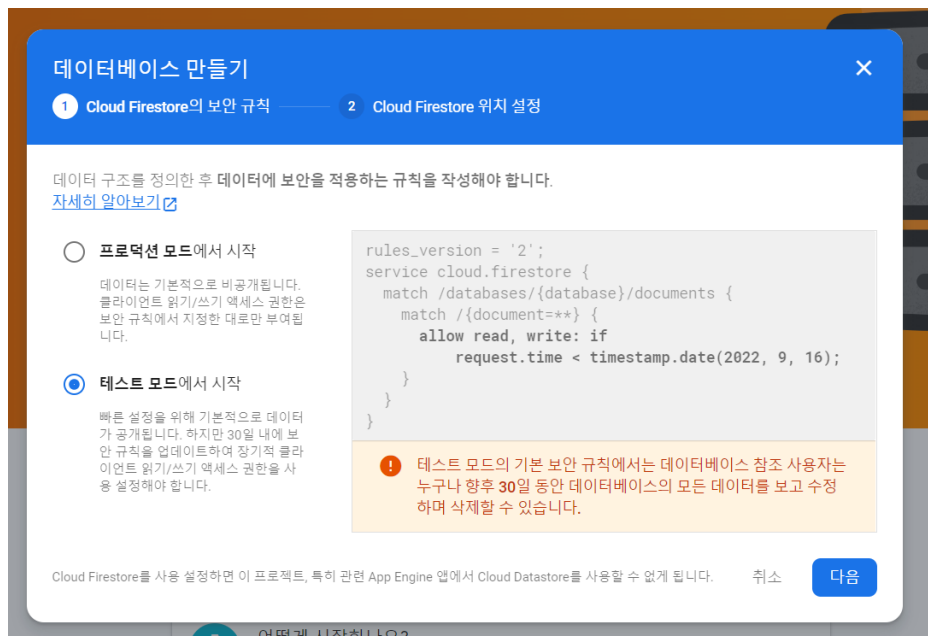 데이터베이스 만들기
1 Cloud Firestore의 보안 규칙
2 Cloud Firestore 위치 설정
데이터 구조를 정의한 후 데이터에 보안을 적용하는 규칙을 작성해야 합니다.
자세히 알아보기
프로덕션 모드에서 시작
데이터는 기본적으로 비공개됩니다.
클라이언트 읽기/쓰기 액세스 권한은
보안 규칙에서 지정한 대로만 부여됩
니다.
테스트 모드에서 시작
빠른 설정을 위해 기본적으로 데이터
가 공개됩니다. 하지만 30일 내에 보
안 규칙을 업데이트하여 장기적 클라
이언트 읽기/쓰기 액세스 권한을 사
용 설정해야 합니다.
rules_version = '2';
service cloud.firestore {
match /databases/{database}/documents {
match /{document=**} {
allow read, write: if
request.time < timestamp.date(2022, 9, 16);
}
}
}
테스트 모드의 기본 보안 규칙에서는 데이터베이스 참조 사용자는
누구나 향후 30일 동안 데이터베이스의 모든 데이터를 보고 수정
하며 삭제할 수 있습니다.
Cloud Firestore를 사용 설정하면 이 프로젝트, 특히 관련 App Engine 앱에서 Cloud Datastore를 사용할 수 없게 됩니다.
취소
다음
어떻게 시작하나요?